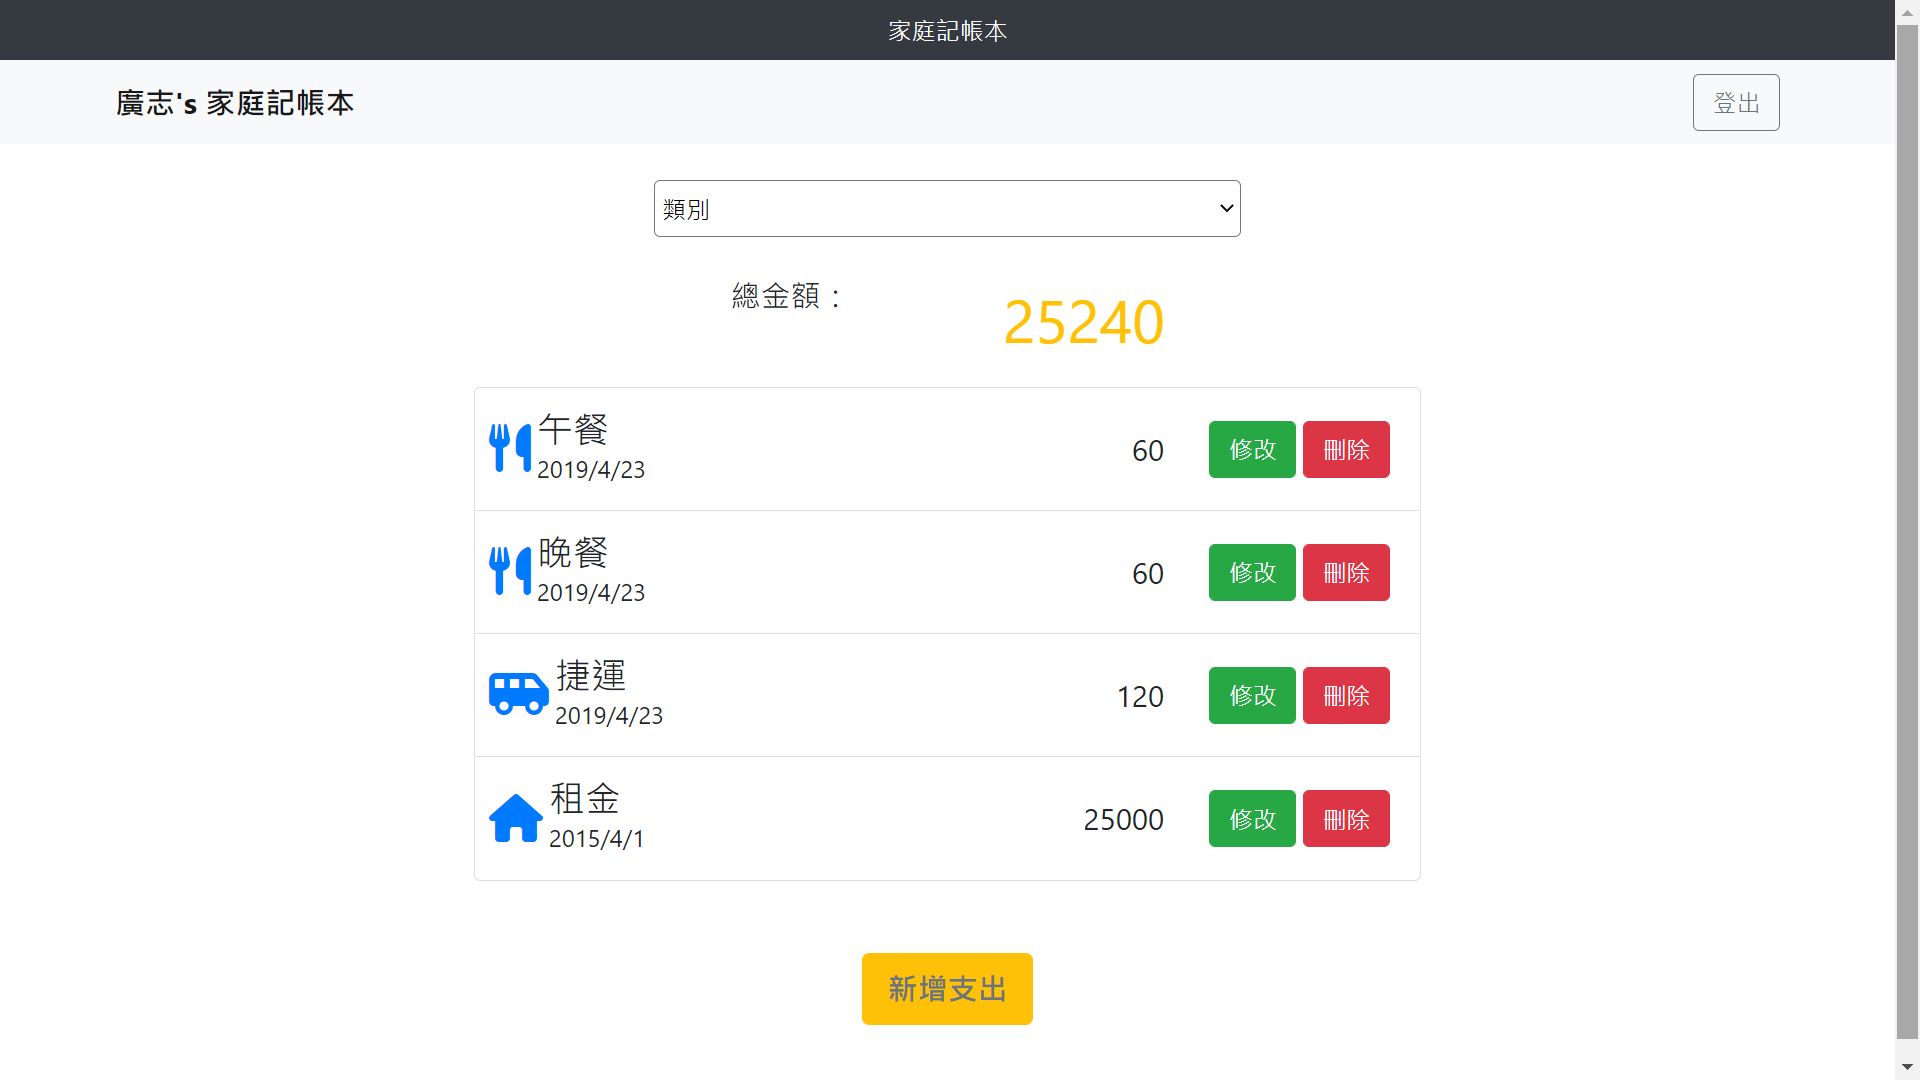 家庭記帳本
廣志's 家庭記帳本
登出
類別
總金額：
25240
午餐
2019/4/23
60
修改
刪除
晚餐
2019/4/23
60
修改
刪除
捷運
2019/4/23
120
修改
刪除
租金
2015/4/1
25000
修改
刪除
新增支出